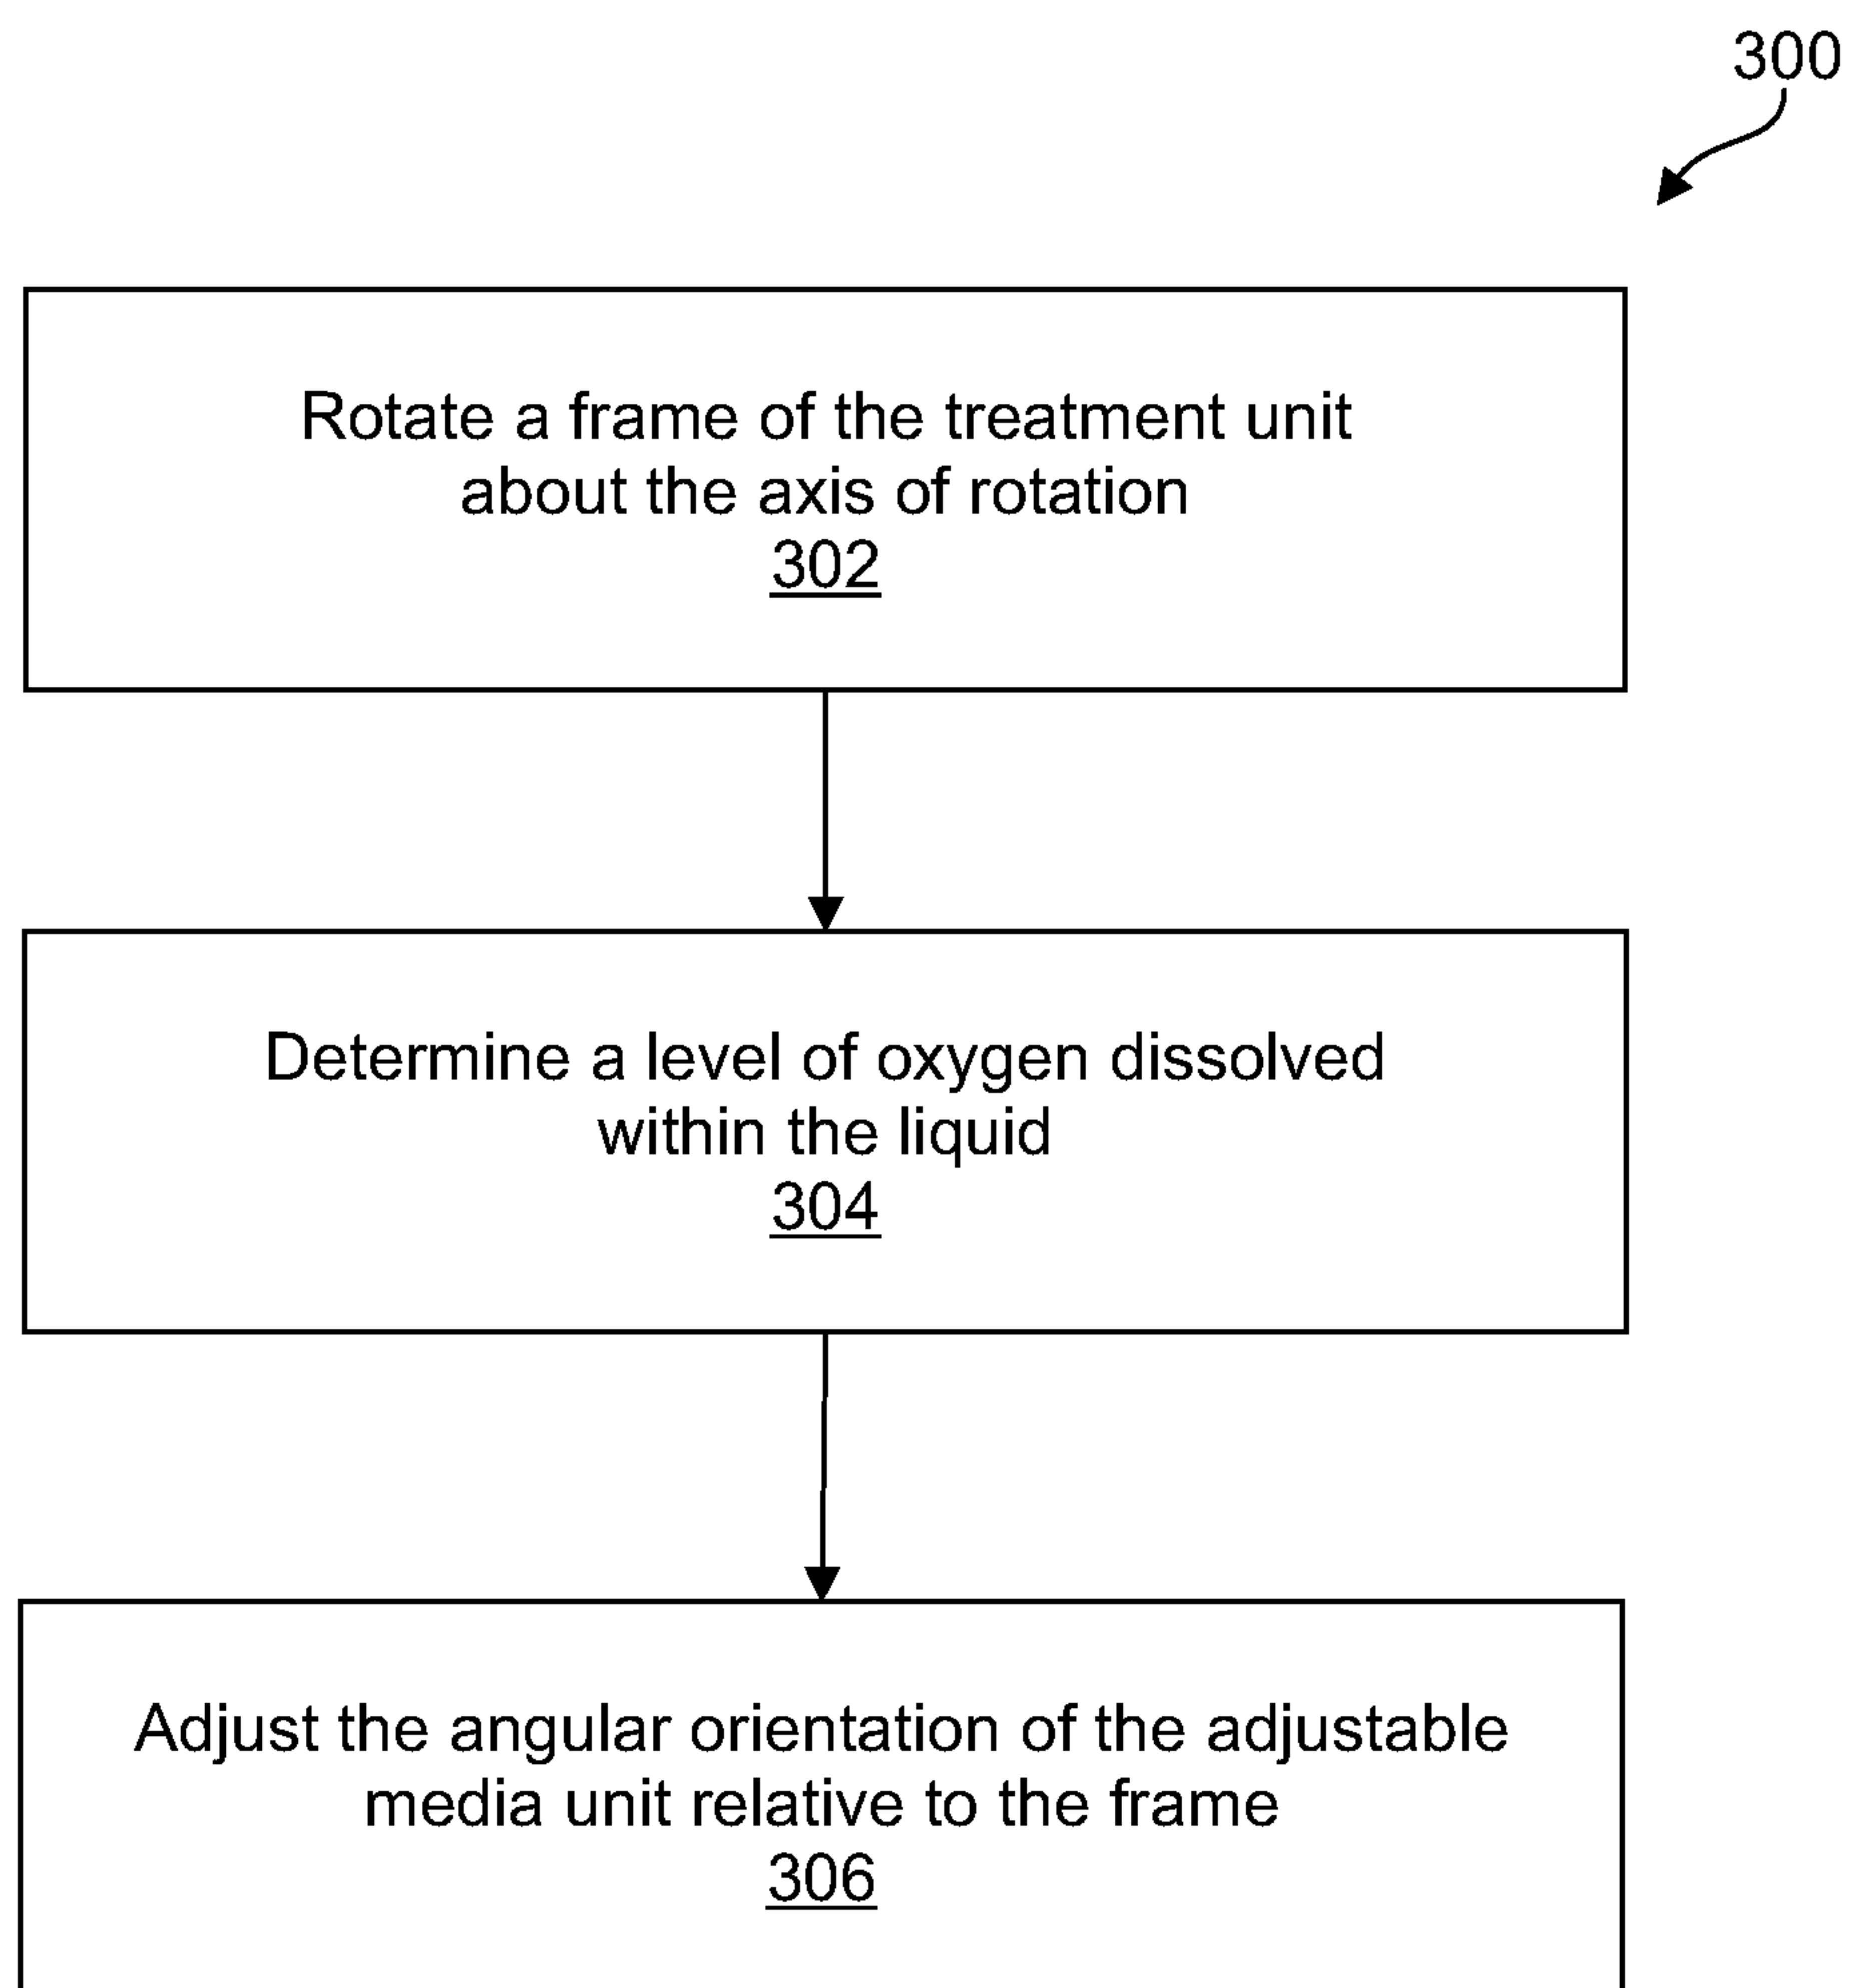 300
Rotate a frame of the treatment unit
about the axis of rotation
302
Determine a level of oxygen dissolved
within the liquid
304
Adjust the angular orientation of the adjustable
media unit relative to the frame
306